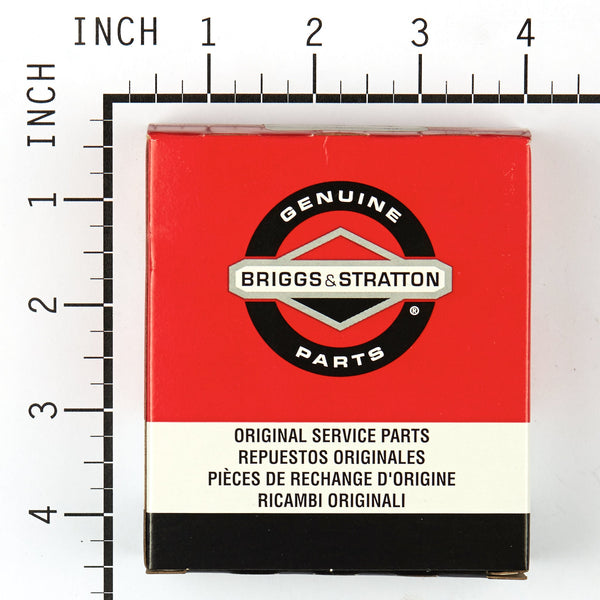 INCH 1 2 3 4
INCH
1
2
3
4
GENUINE
BRIGGS & STRATTON
®
PARTS
ORIGINAL SERVICE PARTS
REPUESTOS ORIGINALES
PIÈCES DE RECHANGE D'ORIGINE
RICAMBI ORIGINALI